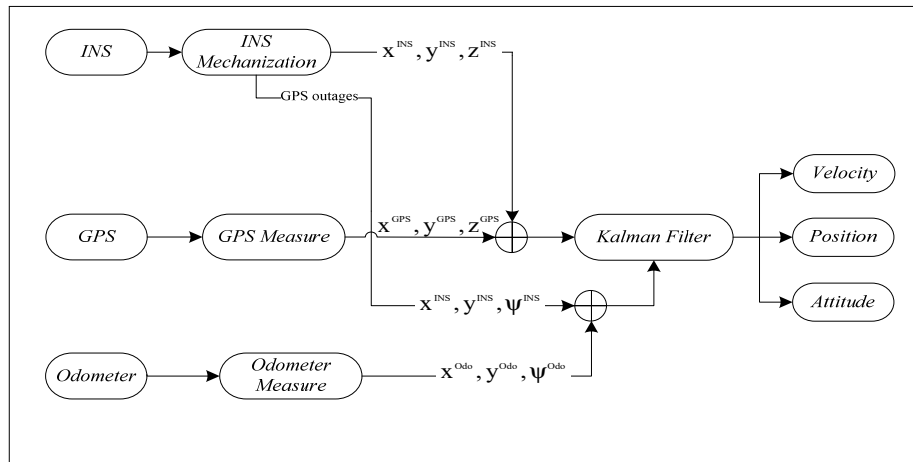 INS
INS
Mechanization
x^INS, y^INS, z^INS
GPS outages
Velocity
GPS
GPS Measure
x^GPS, y^GPS, z^GPS
Kalman Filter
Position
x^INS, y^INS, ψ^INS
Attitude
Odometer
Odometer
Measure
x^Odo, y^Odo, ψ^Odo